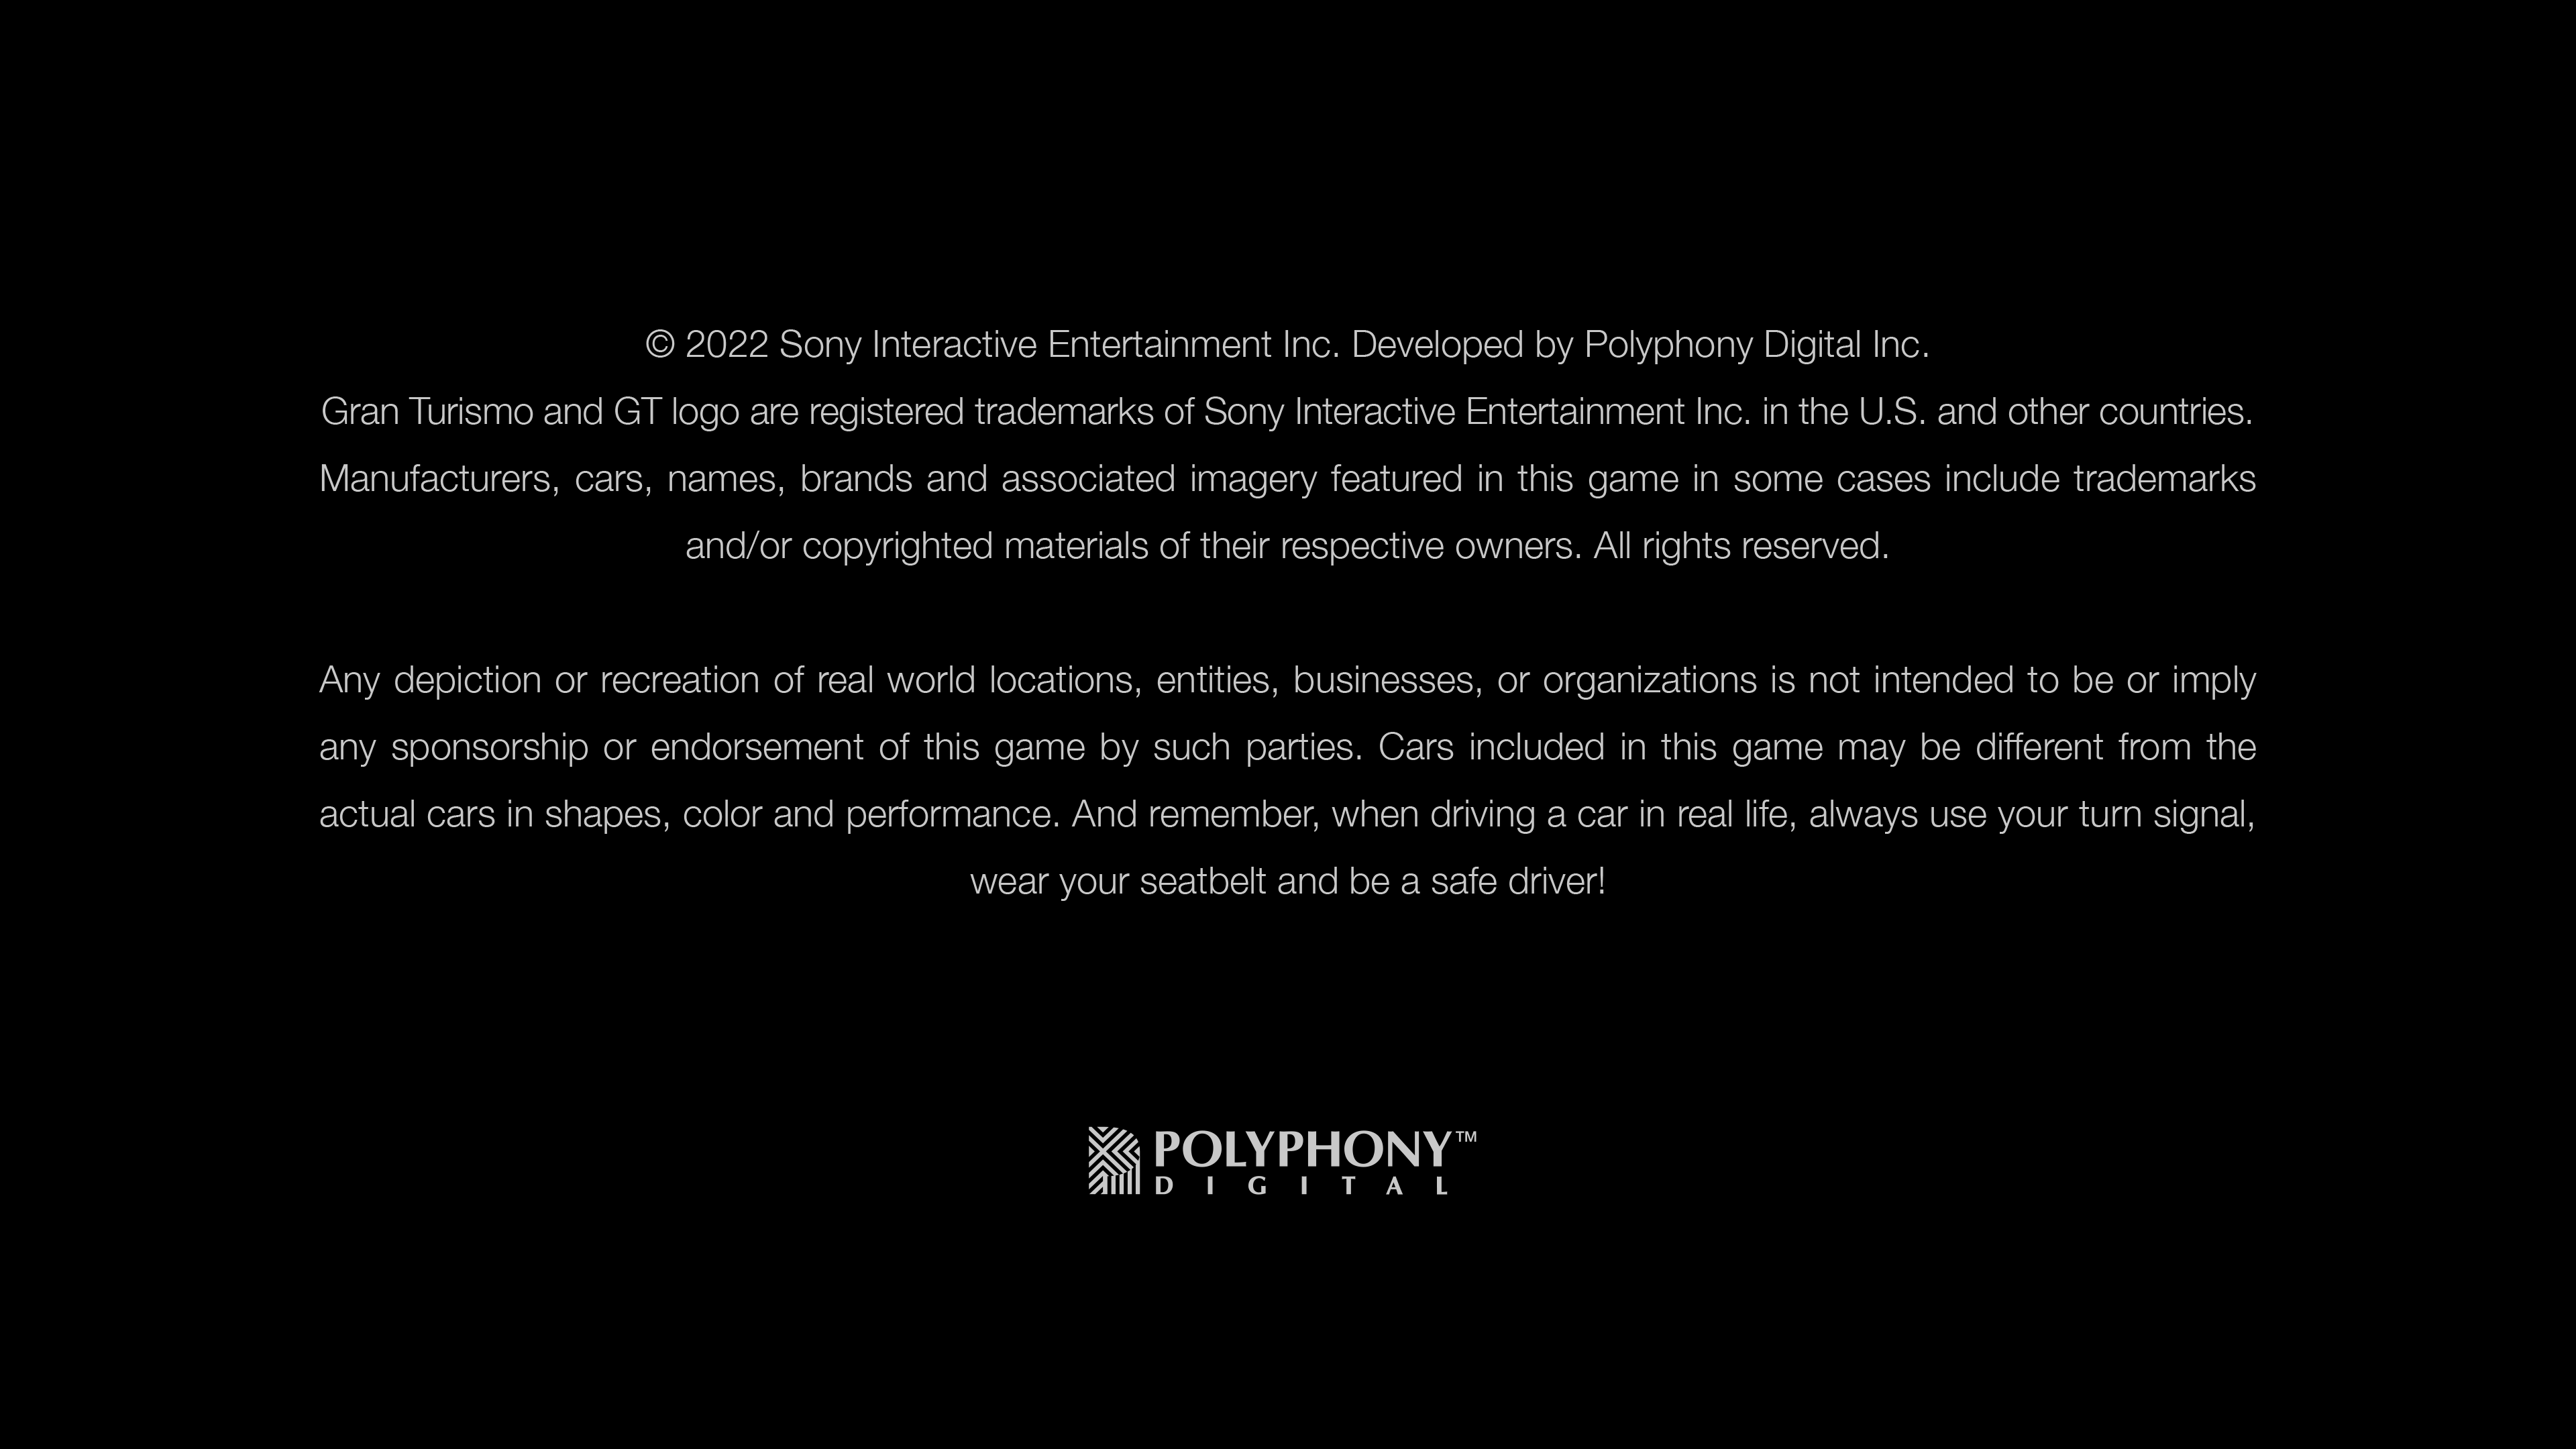 © 2022 Sony Interactive Entertainment Inc. Developed by Polyphony Digital Inc.
Gran Turismo and GT logo are registered trademarks of Sony Interactive Entertainment Inc. in the U.S. and other countries.
Manufacturers, cars, names, brands and associated imagery featured in this game in some cases include trademarks
and/or copyrighted materials of their respective owners. All rights reserved.
Any depiction or recreation of real world locations, entities, businesses, or organizations is not intended to be or imply
any sponsorship or endorsement of this game by such parties. Cars included in this game may be different from the
actual cars in shapes, color and performance. And remember, when driving a car in real life, always use your turn signal,
wear your seatbelt and be a safe driver!
POLYPHONY™
DIGITAL